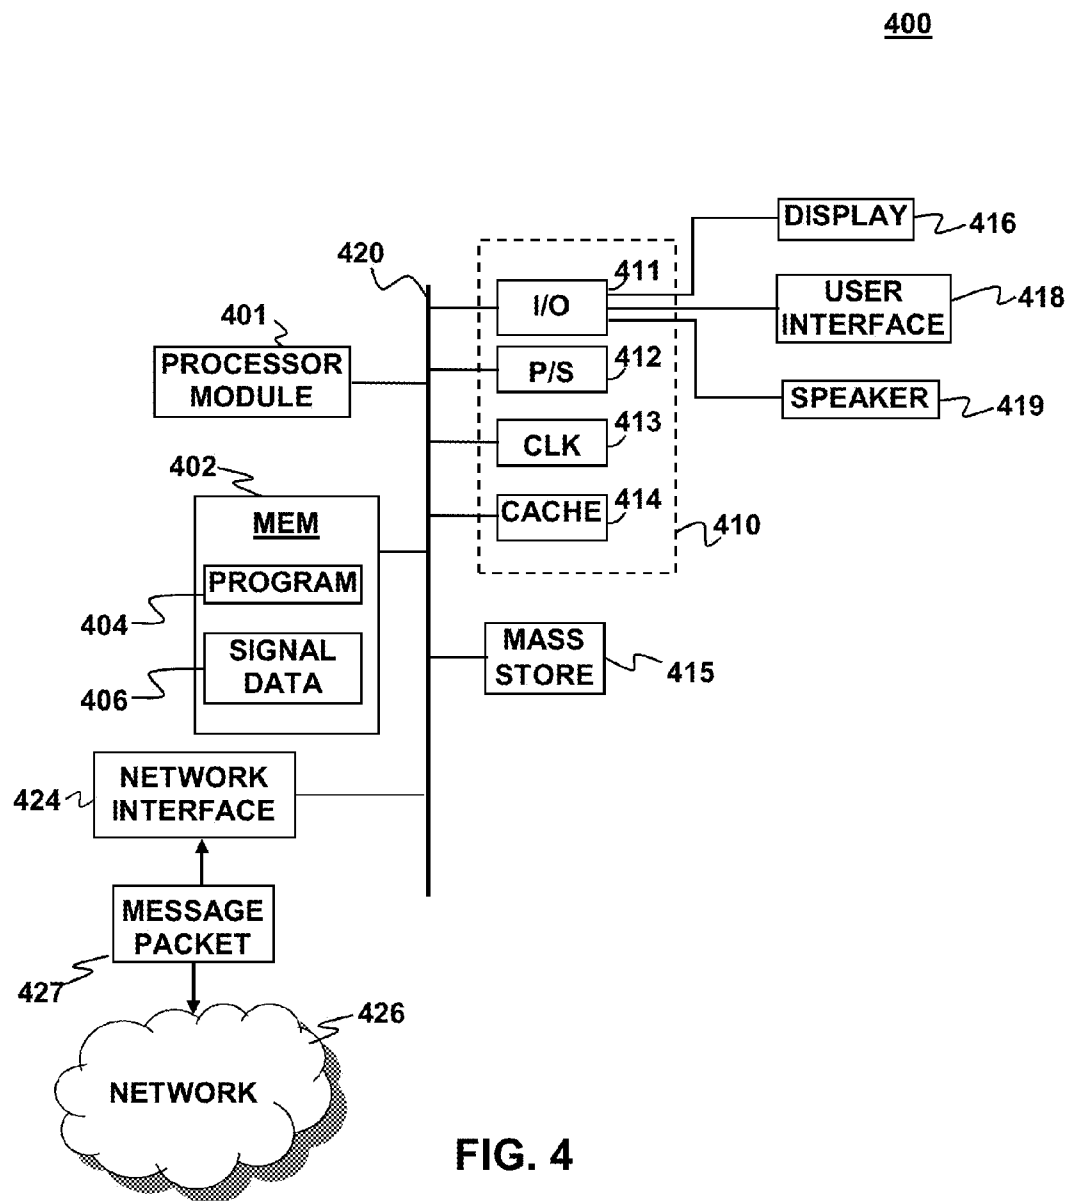 400
DISPLAY
416
420
411
I/O
USER
INTERFACE
418
401
PROCESSOR
MODULE
P/S
412
SPEAKER
419
CLK
413
402
MEM
CACHE
414
410
PROGRAM
404
SIGNAL
DATA
406
MASS
STORE
415
NETWORK
INTERFACE
424
MESSAGE
PACKET
427
426
NETWORK
FIG. 4